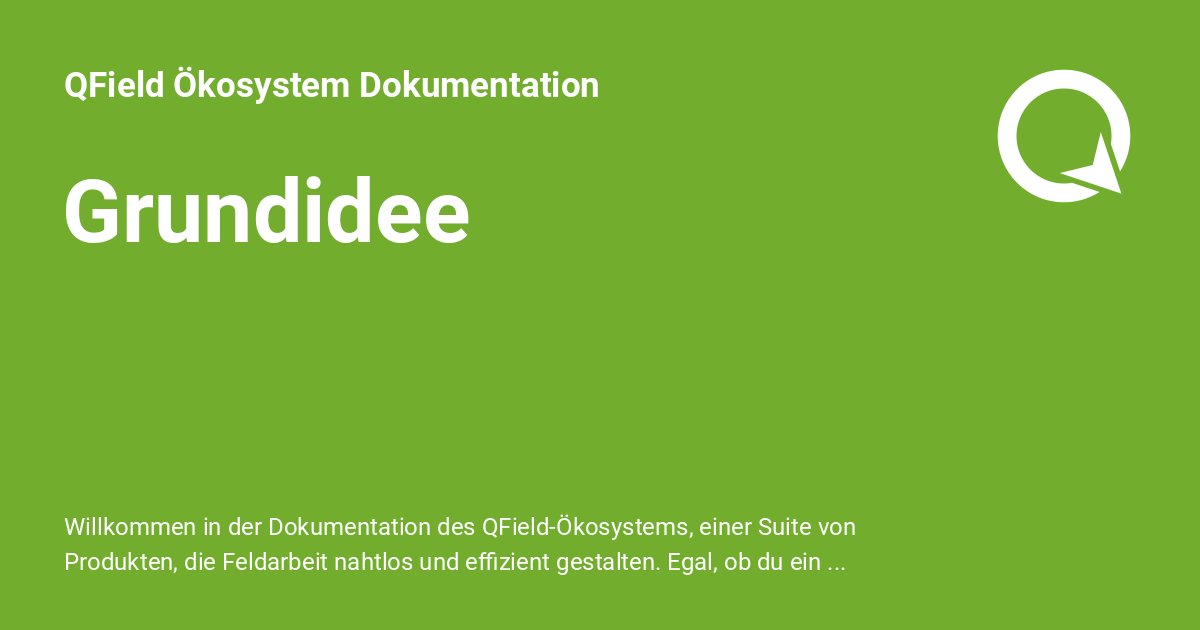 QField Ökosystem Dokumentation
Grundidee
Willkommen in der Dokumentation des QField-Ökosystems, einer Suite von
Produkten, die Feldarbeit nahtlos und effizient gestalten. Egal, ob du ein ...